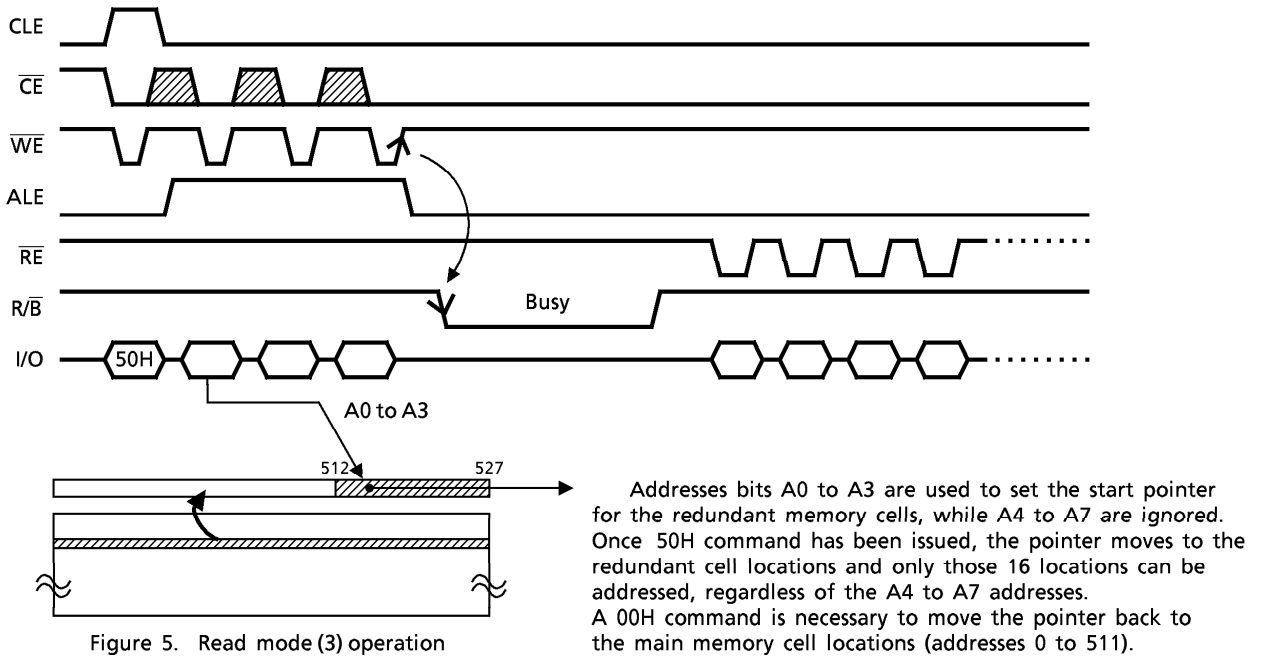 CLE
C̅E̅
W̅E̅
ALE
R̅E̅
R/B̅
Busy
I/O
50H
A0 to A3
512
527
Addresses bits A0 to A3 are used to set the start pointer
for the redundant memory cells, while A4 to A7 are ignored.
Once 50H command has been issued, the pointer moves to the
redundant cell locations and only those 16 locations can be
addressed, regardless of the A4 to A7 addresses.
A 00H command is necessary to move the pointer back to
the main memory cell locations (addresses 0 to 511).
Figure 5. Read mode (3) operation